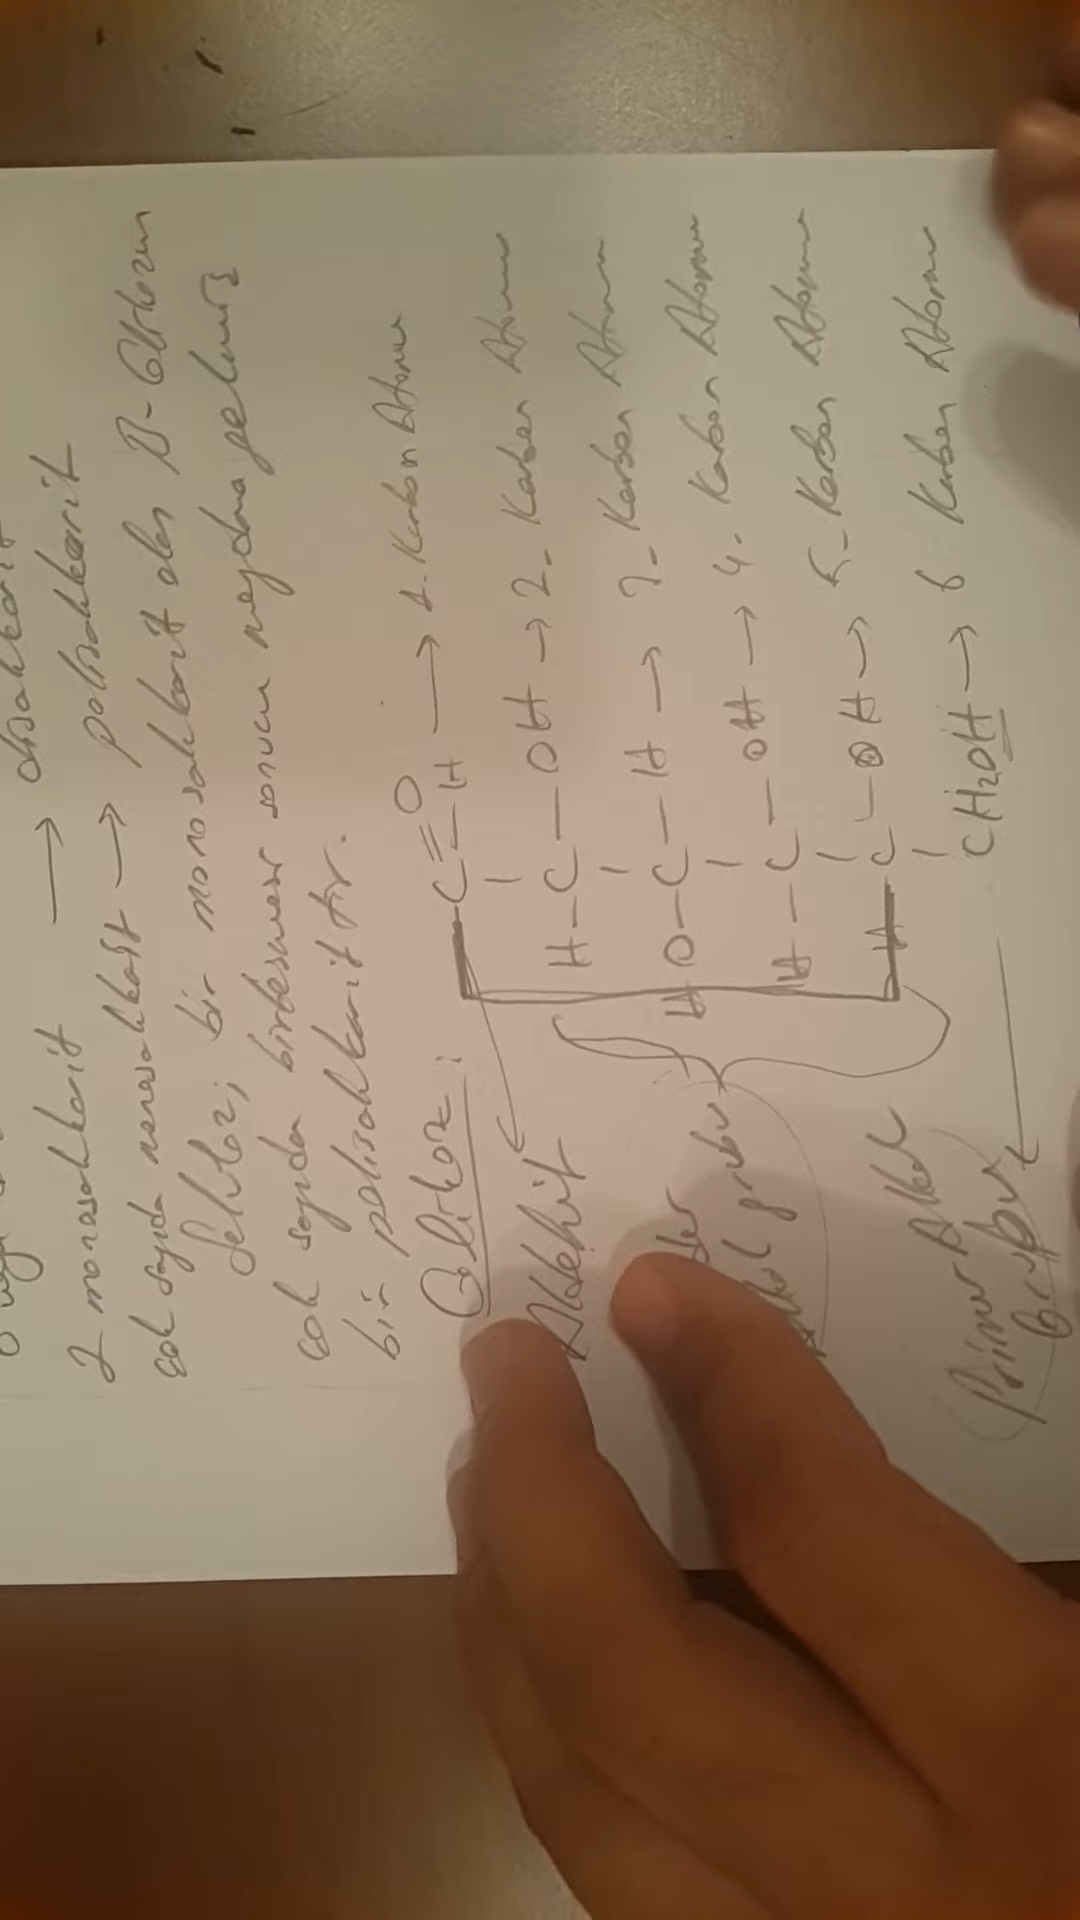 disakkarit
2 monosakkarit → polisakkarit
çok sayıda monosakkarit →
Selüloz; bir monosakkarit olan B-Glikozun
çok sayıda birleşmesi sonucu meydana gelmiş
bir polisakkarittir.
Glikoz:
C=O
-H → 1-Karbon Atomu
H-C-OH → 2-Karbon Atomu
HO-C-H → 3-Karbon Atomu
H-C-OH → 4-Karbon Atomu
H-C-OH → 5-Karbon Atomu
CH2OH → 6 Karbon Atomu
Aldehit
Alkol grubu
Primer Alkol
Grubu